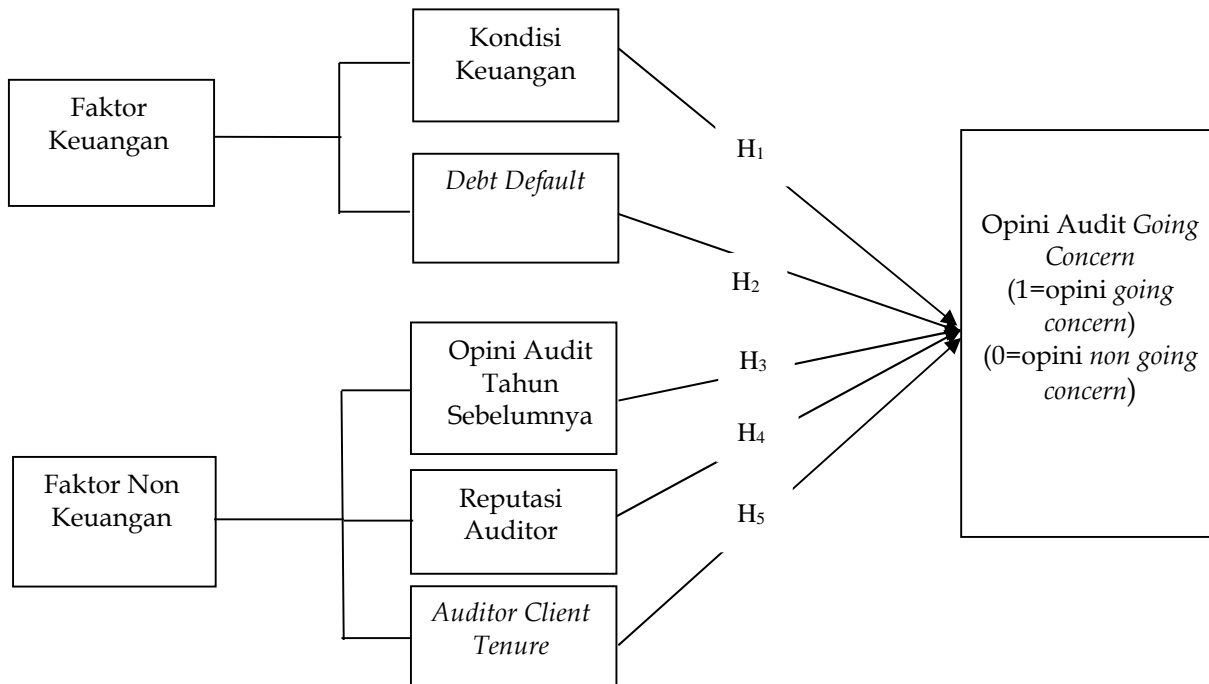 Kondisi
Keuangan
Faktor
Keuangan
H1
Debt Default
Opini Audit Going
Concern
(1=opini going
concern)
(0=opini non going
concern)
H2
Opini Audit
Tahun
Sebelumnya
H3
H4
Faktor Non
Keuangan
Reputasi
Auditor
H5
Auditor Client
Tenure